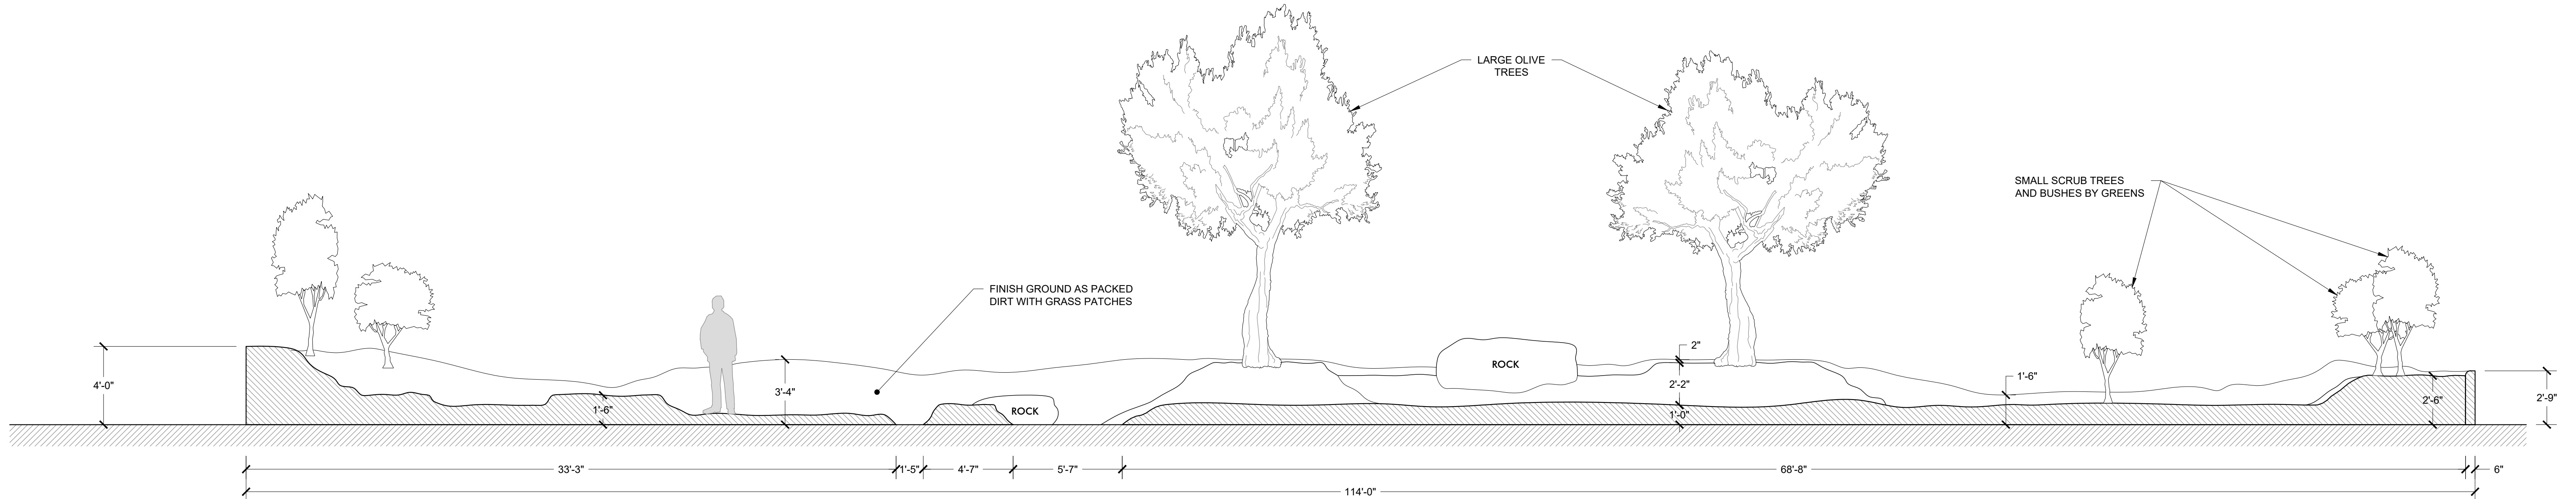 LARGE OLIVE
TREES
SMALL SCRUB TREES
AND BUSHES BY GREENS
FINISH GROUND AS PACKED
DIRT WITH GRASS PATCHES
2"
ROCK
1'-6"
4'-0"
2'-2"
3'-4"
2'-9"
2'-6"
1'-6"
ROCK
1'-0"
33'-3"
1'-5"
4'-7"
5'-7"
68'-8"
6"
114'-0"